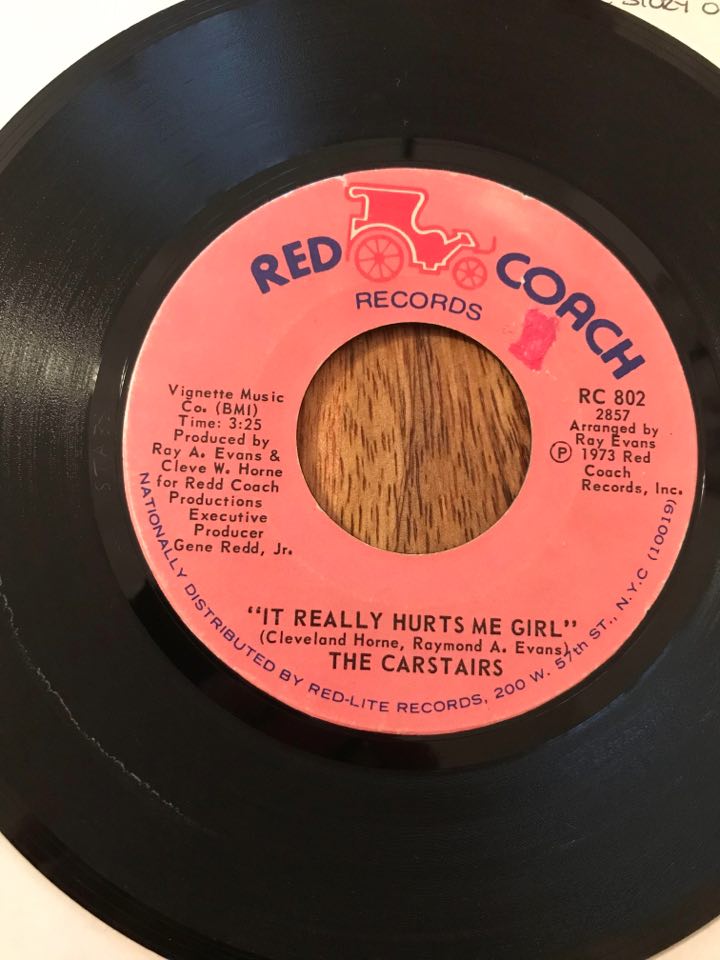 STORY O
RED COACH
RECORDS
Vignette Music
Co. (BMI)
Time: 3:25
Produced by
Ray A. Evans &
Cleve W. Horne
for Redd Coach
Productions
Executive
Producer
Gene Redd, Jr.
RC 802
2857
Arranged by
Ray Evans
℗ 1973 Red
Coach
Records, Inc.
"IT REALLY HURTS ME GIRL"
(Cleveland Horne, Raymond A. Evans)
THE CARSTAIRS
NATIONALLY DISTRIBUTED BY RED-LITE RECORDS, 200 W. 57th ST., N.Y.C (10019)